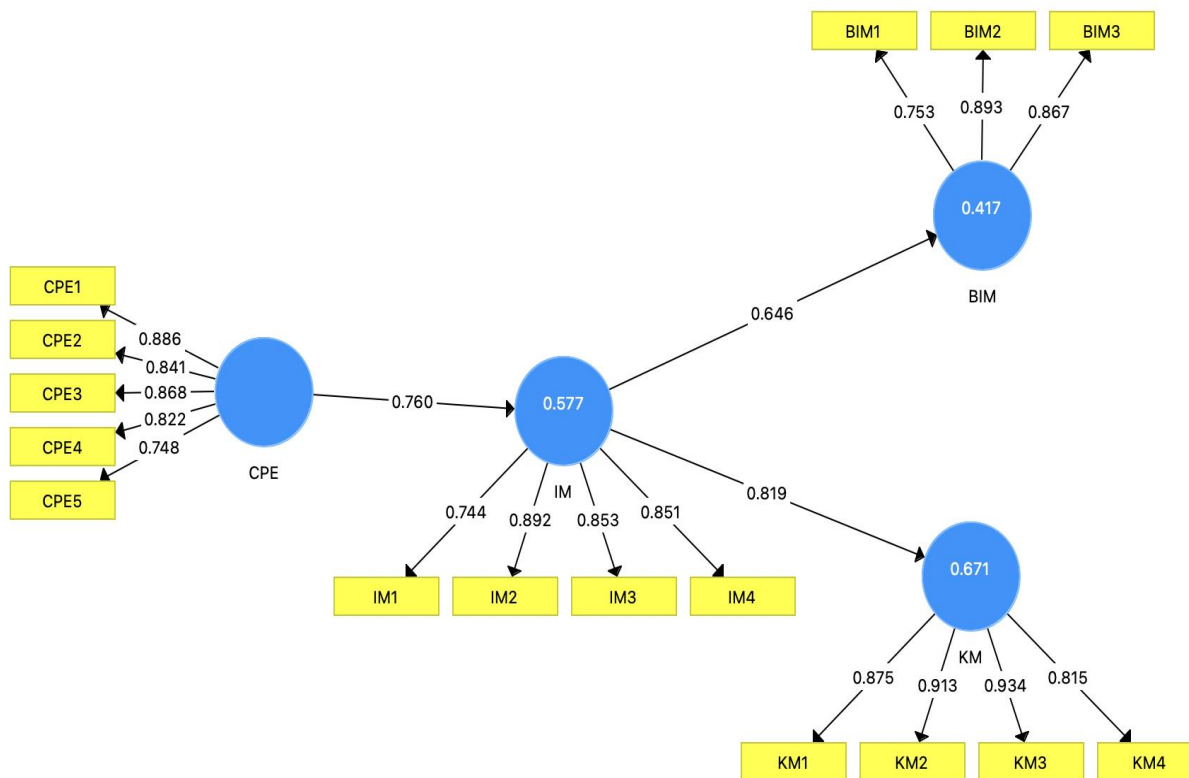 BIM1 BIM2 BIM3
0.753 0.893 0.867
0.417
BIM
0.646
CPE1
CPE2
CPE3
CPE4
CPE5
0.886
0.841
0.868
0.822
0.748
CPE
0.760
0.577
IM
0.744 0.892 0.853 0.851
IM1 IM2 IM3 IM4
0.819
0.671
KM
0.875 0.913 0.934 0.815
KM1 KM2 KM3 KM4